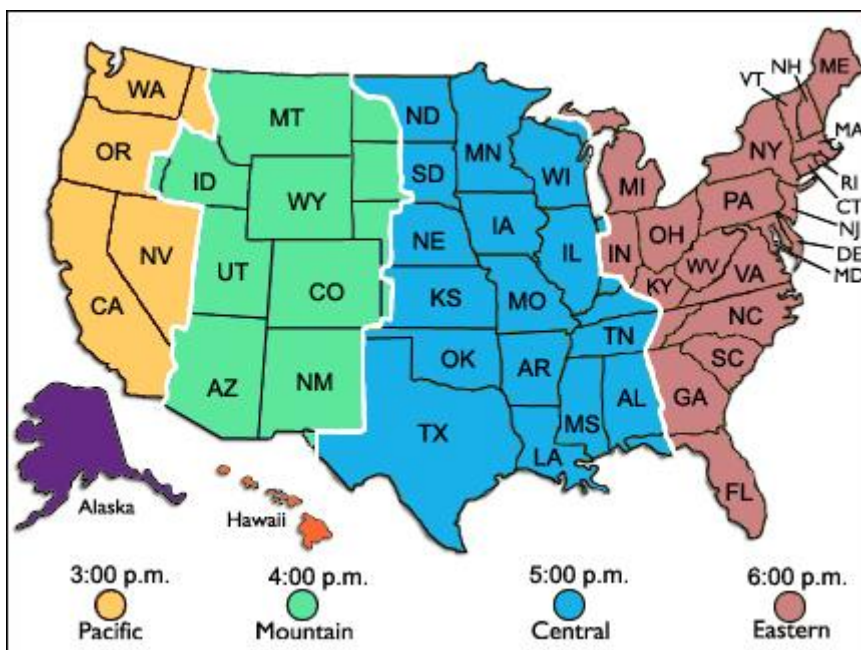 WA
MT
ND
MN
OR
ID
WY
SD
WI
MI
NY
VT
NH
ME
MA
RI
CT
NJ
DE
MD
PA
NV
UT
CO
NE
IA
IL
IN
OH
WV
VA
CA
KS
MO
KY
NC
TN
SC
AZ
NM
OK
AR
TX
LA
MS
AL
GA
FL
Alaska
Hawaii
3:00 p.m.
Pacific
4:00 p.m.
Mountain
5:00 p.m.
Central
6:00 p.m.
Eastern